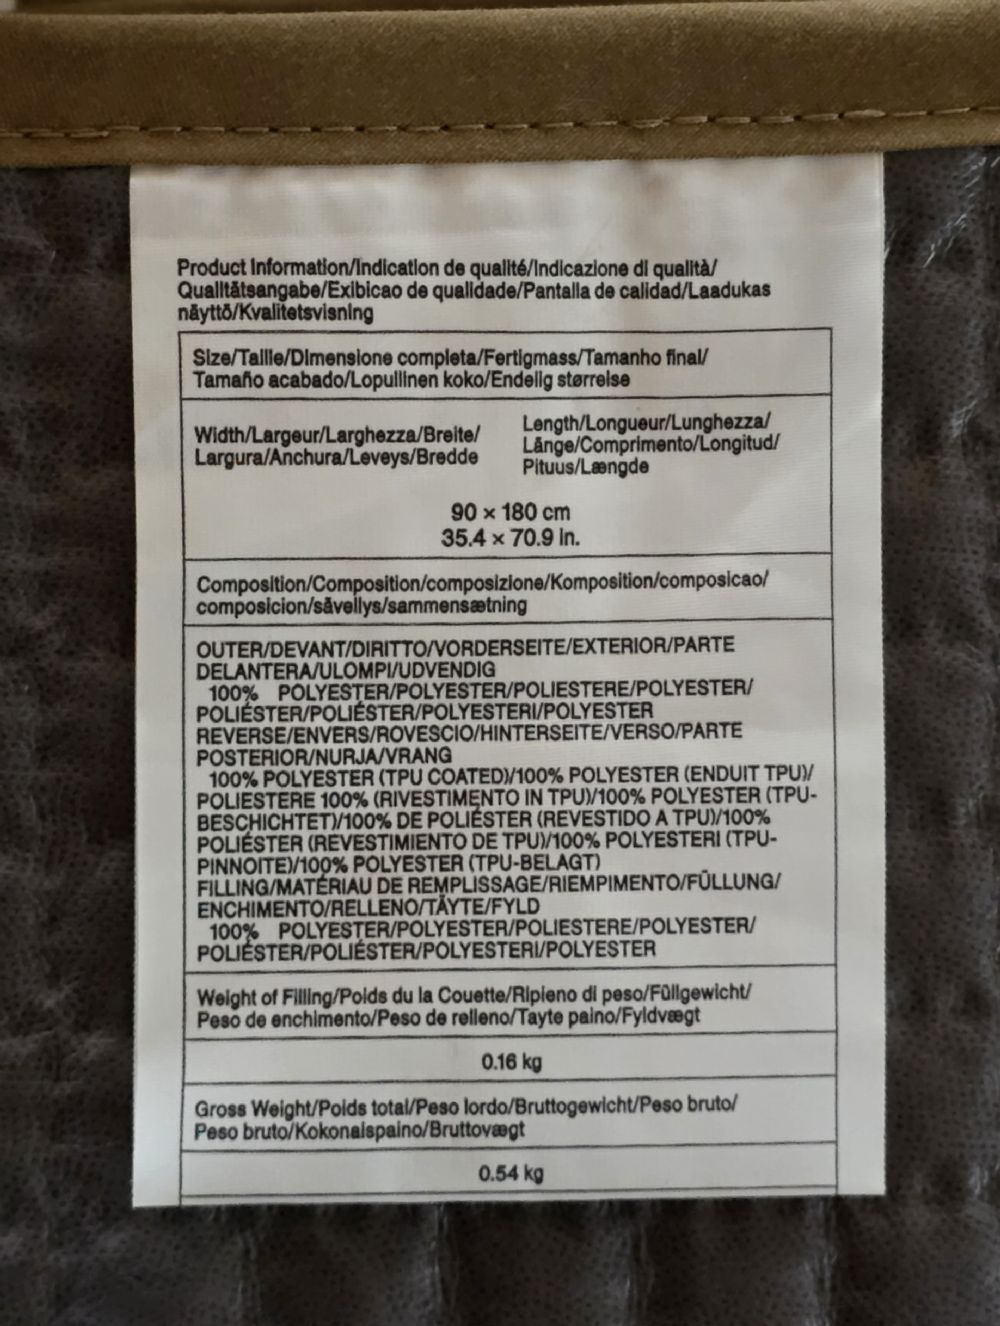 Product Information/Indication de qualité/Indicazione di qualità/
Qualitätsangabe/Exibicao de qualidade/Pantalla de calidad/Laadukas
näyttö/Kvalitetsvisning
Size/Taille/Dimensione completa/Fertigmass/Tamanho final/
Tamaño acabado/Lopullinen koko/Endelig størrelse
Width/Largeur/Larghezza/Breite/
Largura/Anchura/Leveys/Bredde
Length/Longueur/Lunghezza/
Länge/Comprimento/Longitud/
Pituus/Længde
90 × 180 cm
35.4 × 70.9 in.
Composition/Composition/composizione/Komposition/composicao/
composicion/sävellys/sammensætning
OUTER/DEVANT/DIRITTO/VORDERSEITE/EXTERIOR/PARTE
DELANTERA/ULOMPI/UDVENDIG
100% POLYESTER/POLYESTER/POLIESTERE/POLYESTER/
POLIÉSTER/POLIÉSTER/POLYESTERI/POLYESTER
REVERSE/ENVERS/ROVESCIO/HINTERSEITE/VERSO/PARTE
POSTERIOR/NURJA/VRANG
100% POLYESTER (TPU COATED)/100% POLYESTER (ENDUIT TPU)/
POLIESTERE 100% (RIVESTIMENTO IN TPU)/100% POLYESTER (TPU-
BESCHICHTET)/100% DE POLIÉSTER (REVESTIDO A TPU)/100%
POLIÉSTER (REVESTIMIENTO DE TPU)/100% POLYESTERI (TPU-
PINNOITE)/100% POLYESTER (TPU-BELAGT)
FILLING/MATÉRIAU DE REMPLISSAGE/RIEMPIMENTO/FÜLLUNG/
ENCHIMENTO/RELLENO/TÄYTE/FYLD
100% POLYESTER/POLYESTER/POLIESTERE/POLYESTER/
POLIÉSTER/POLIÉSTER/POLYESTERI/POLYESTER
Weight of Filling/Poids du la Couette/Ripieno di peso/Füllgewicht/
Peso de enchimento/Peso de relleno/Tayte paino/Fyldvægt
0.16 kg
Gross Weight/Poids total/Peso lordo/Bruttogewicht/Peso bruto/
Peso bruto/Kokonaispaino/Bruttovægt
0.54 kg